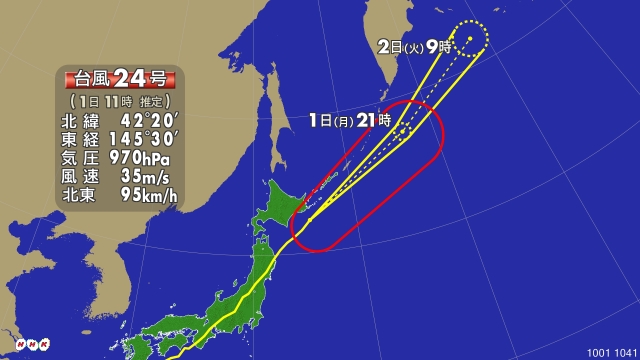 台風24号
(1日 11時 推定)
北緯 42°20′
東経 145°30′
気圧 970hPa
風速 35m/s
北東 95km/h
2日(火)9時
1日(月)21時
NHK
1001 1041